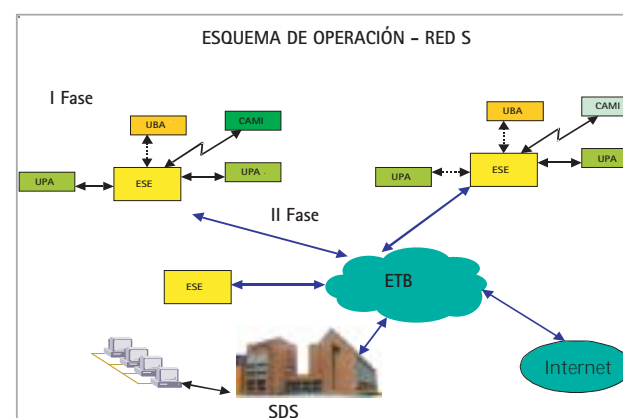 ESQUEMA DE OPERACIÓN - RED S
I Fase
UBA
CAMI
UPA
ESE
UPA
UBA
CAMI
UPA
ESE
UPA
II Fase
ETB
ESE
Internet
SDS